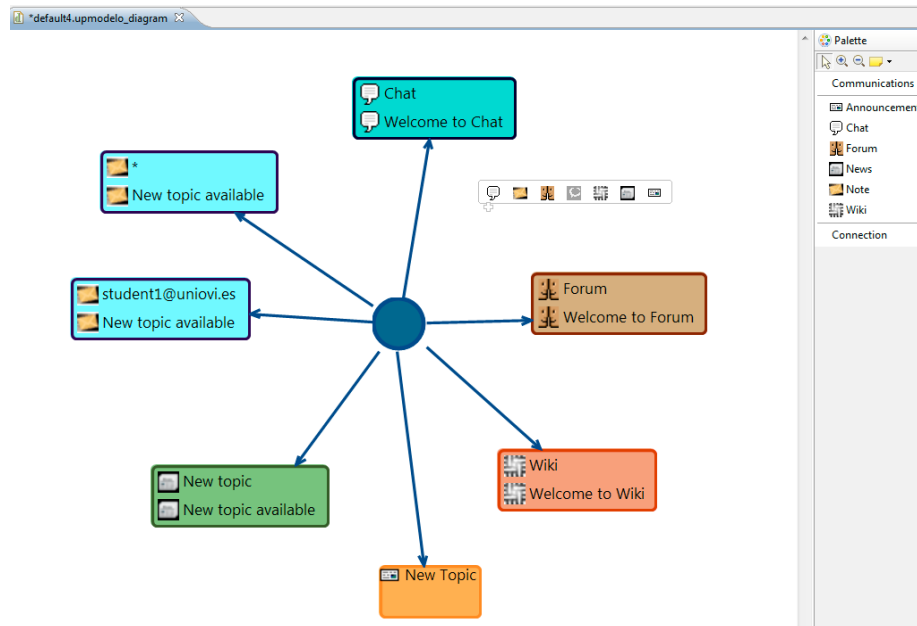 *default4.upmodelo_diagram
Palette
Communications
Announcemen
Chat
Forum
News
Note
Wiki
Connection
Chat
Welcome to Chat
*
New topic available
student1@uniovi.es
New topic available
Forum
Welcome to Forum
New topic
New topic available
Wiki
Welcome to Wiki
New Topic